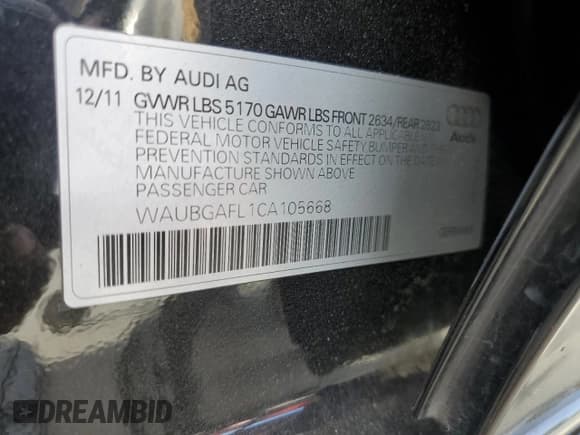 MFD. BY AUDI AG
12/11 GVWR LBS 5170 GAWR LBS FRONT 2634/REAR
THIS VEHICLE CONFORMS TO ALL APPLICABLE
FEDERAL MOTOR VEHICLE SAFETY, BUMPER AND
PREVENTION STANDARDS IN EFFECT ON THE DATE
MANUFACTURE SHOWN ABOVE
PASSENGER CAR
WAUBGAFL1CA105668
Audi
DREAMBID